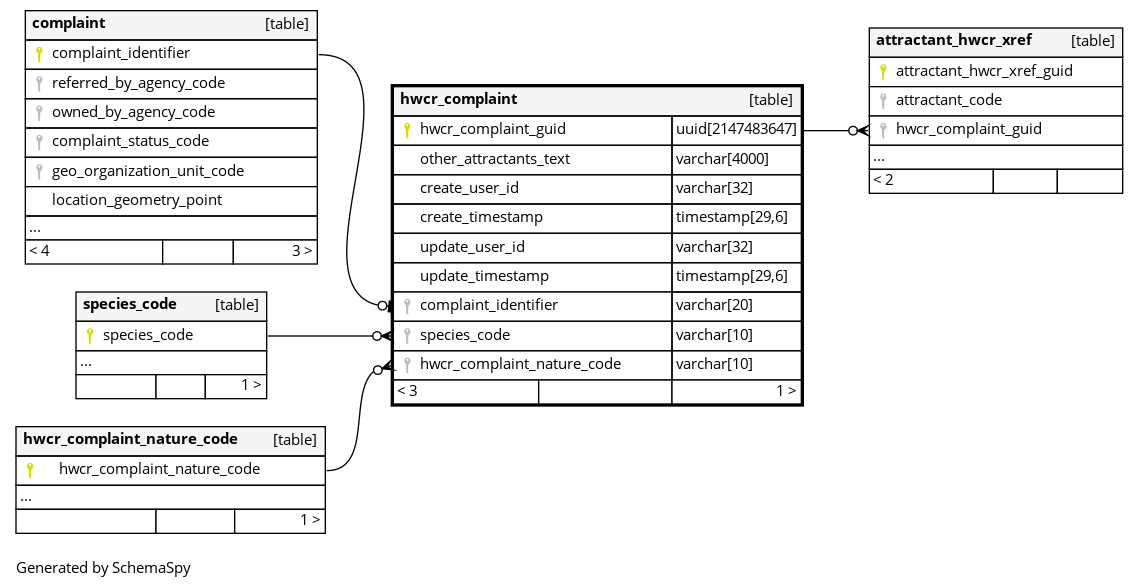 complaint [table]
complaint_identifier
referred_by_agency_code
owned_by_agency_code
complaint_status_code
geo_organization_unit_code
location_geometry_point
...
< 4 3 >
species_code [table]
species_code
...
1 >
hwcr_complaint_nature_code [table]
hwcr_complaint_nature_code
...
1 >
hwcr_complaint [table]
hwcr_complaint_guid uuid[2147483647]
other_attractants_text varchar[4000]
create_user_id varchar[32]
create_timestamp timestamp[29,6]
update_user_id varchar[32]
update_timestamp timestamp[29,6]
complaint_identifier varchar[20]
species_code varchar[10]
hwcr_complaint_nature_code varchar[10]
< 3 1 >
attractant_hwcr_xref [table]
attractant_hwcr_xref_guid
attractant_code
hwcr_complaint_guid
...
< 2
Generated by SchemaSpy